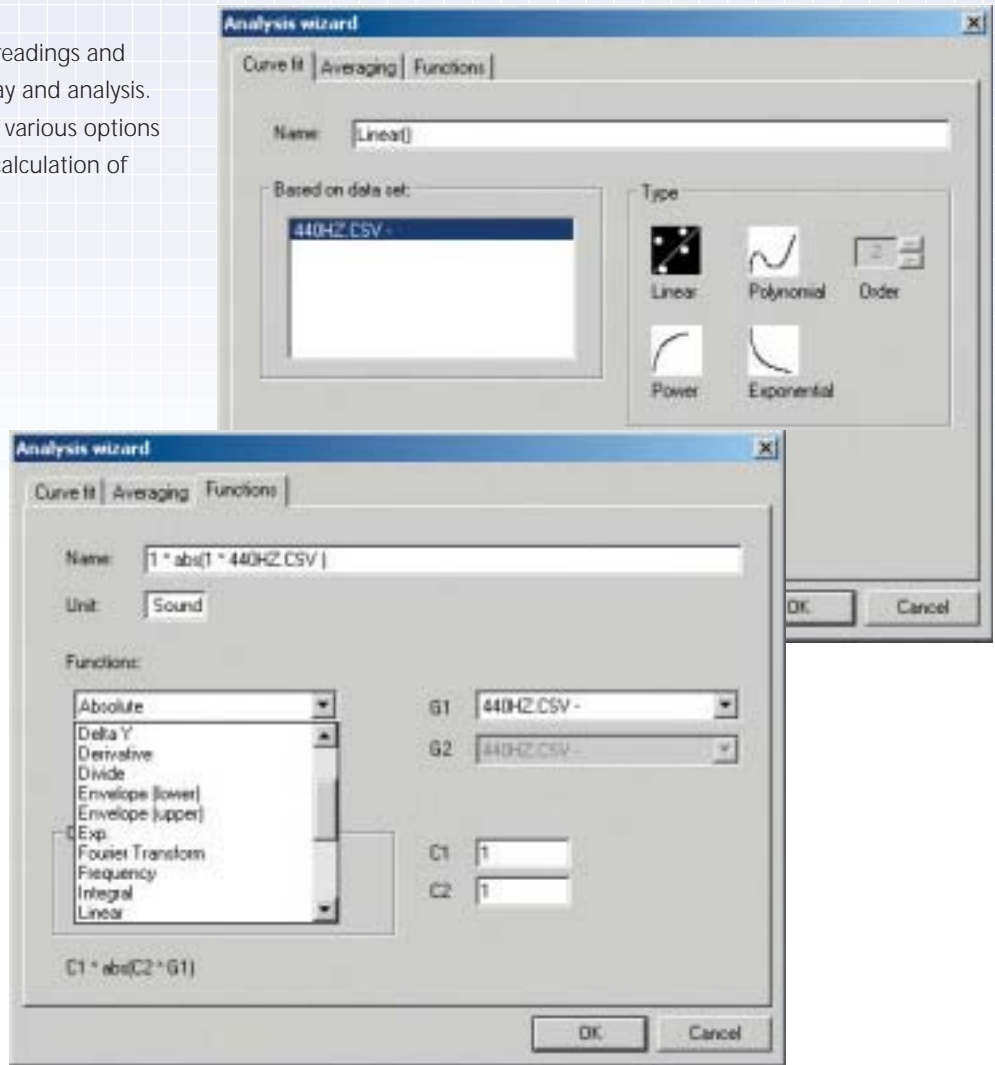 readings and
ay and analysis.
various options
calculation of
Analysis wizard
Curve fit Averaging Functions
Name: Linear()
Based on data set:
440HZ.CSV -
Type
Linear Polynomial 2 Order
Power Exponential
OK Cancel
Analysis wizard
Curve fit Averaging Functions
Name: 1 * abs(1 * 440HZ.CSV )
Unit: Sound
Functions:
Absolute
Delta Y
Derivative
Divide
Envelope (lower)
Envelope (upper)
Exp.
Fourier Transform
Frequency
Integral
Linear
G1 440HZ.CSV -
G2 440HZ.CSV -
C1 1
C2 1
C1 * abs(C2 * G1)
OK Cancel